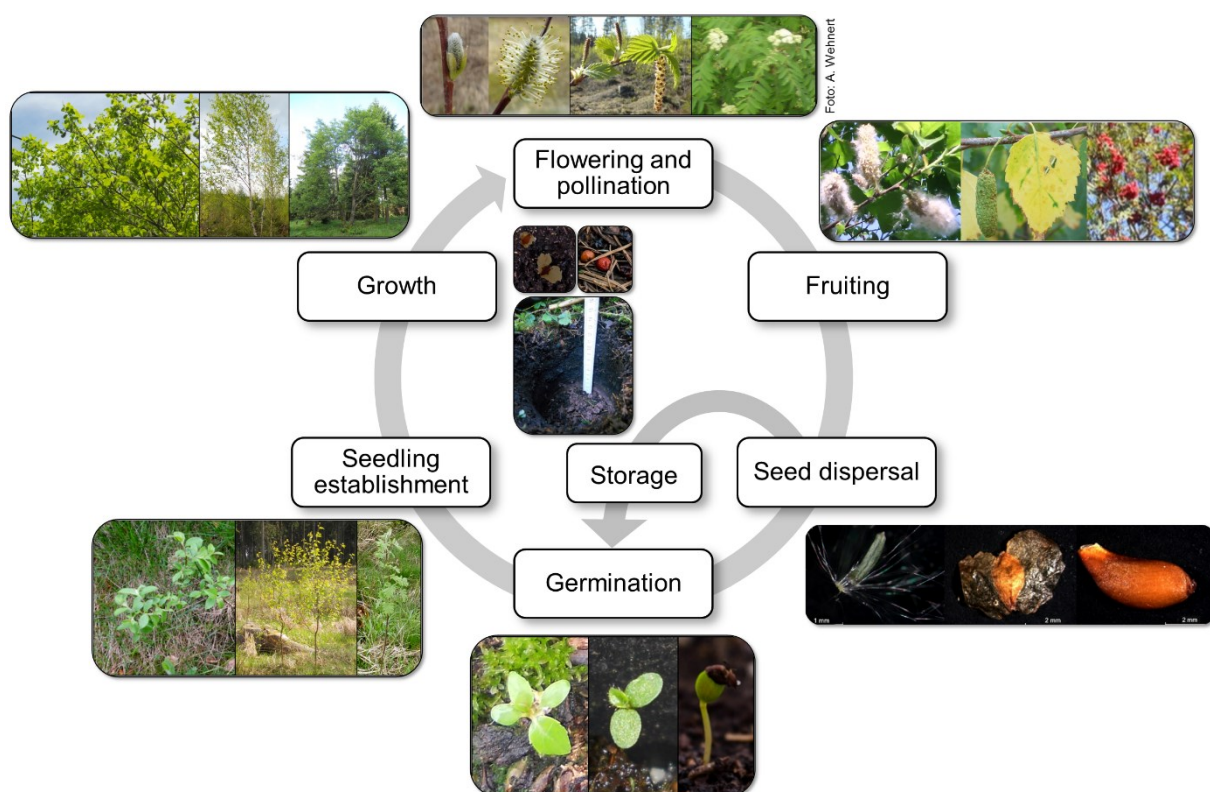 Foto: A. Wehnert
Flowering and
pollination
Growth
Fruiting
Seedling
establishment
Storage
Seed dispersal
Germination
1 mm
2 mm
2 mm